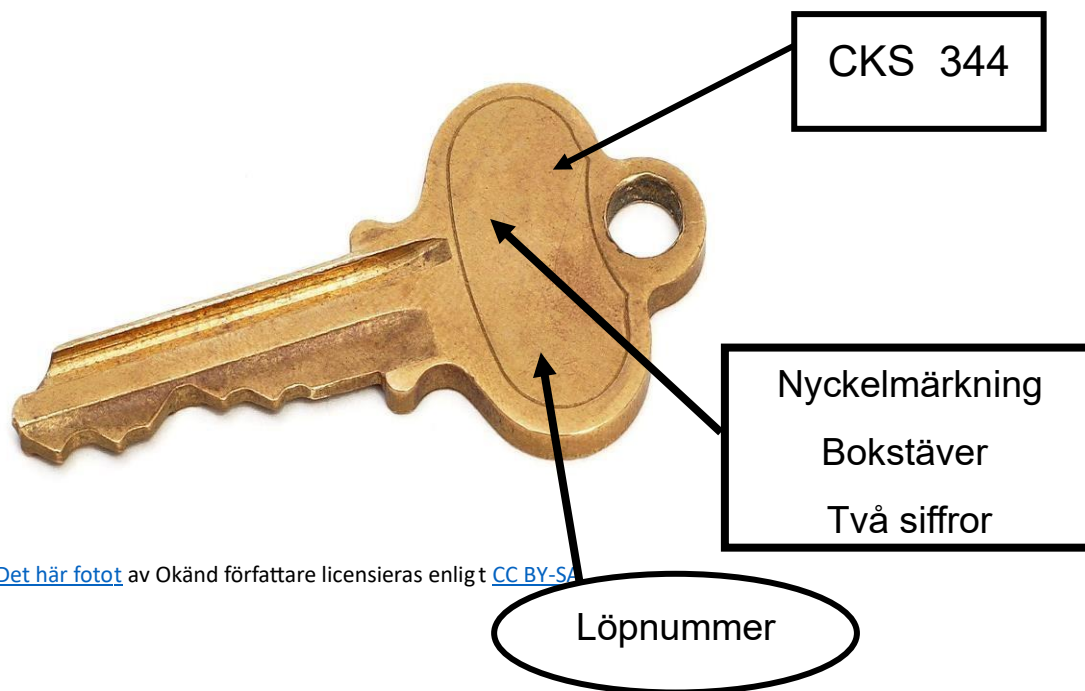 CKS 344
Nyckelmärkning
Bokstäver
Två siffror
Det här fotot av Okänd författare licensieras enligt CC BY-SA
Löpnummer